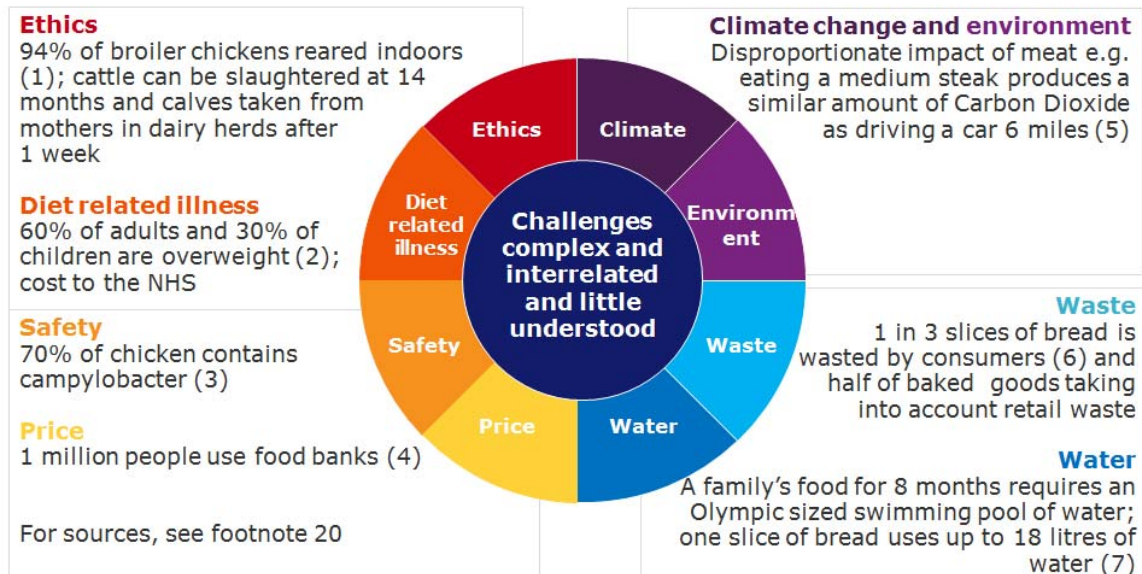 Ethics
94% of broiler chickens reared indoors
(1); cattle can be slaughtered at 14
months and calves taken from
mothers in dairy herds after
1 week
Diet related illness
60% of adults and 30% of
children are overweight (2);
cost to the NHS
Safety
70% of chicken contains
campylobacter (3)
Price
1 million people use food banks (4)
For sources, see footnote 20
Ethics
Climate
Diet
related
illness
Environm
ent
Safety
Waste
Price
Water
Challenges
complex and
interrelated
and little
understood
Climate change and environment
Disproportionate impact of meat e.g.
eating a medium steak produces a
similar amount of Carbon Dioxide
as driving a car 6 miles (5)
Waste
1 in 3 slices of bread is
wasted by consumers (6) and
half of baked goods taking
into account retail waste
Water
A family's food for 8 months requires an
Olympic sized swimming pool of water;
one slice of bread uses up to 18 litres of
water (7)